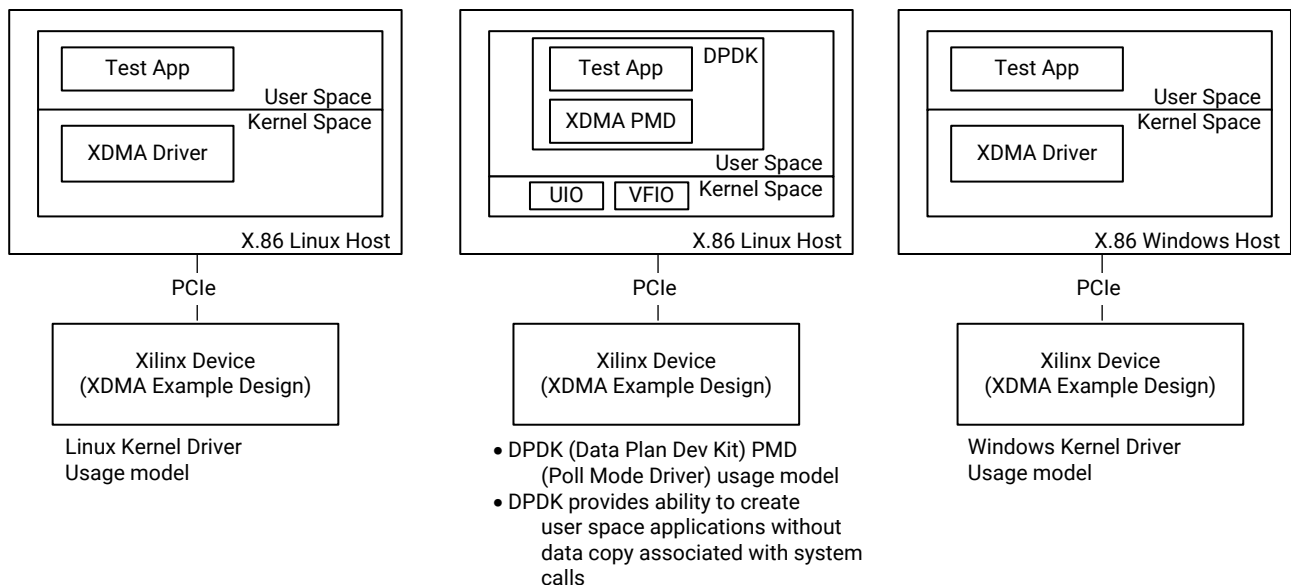 Test App
User Space
Kernel Space
XDMA Driver
X.86 Linux Host
PCIe
Xilinx Device
(XDMA Example Design)
Linux Kernel Driver
Usage model
DPDK
Test App
XDMA PMD
User Space
Kernel Space
UIO VFIO
X.86 Linux Host
PCIe
Xilinx Device
(XDMA Example Design)
• DPDK (Data Plan Dev Kit) PMD
(Poll Mode Driver) usage model
• DPDK provides ability to create
user space applications without
data copy associated with system
calls
Test App
User Space
Kernel Space
XDMA Driver
X.86 Windows Host
PCIe
Xilinx Device
(XDMA Example Design)
Windows Kernel Driver
Usage model